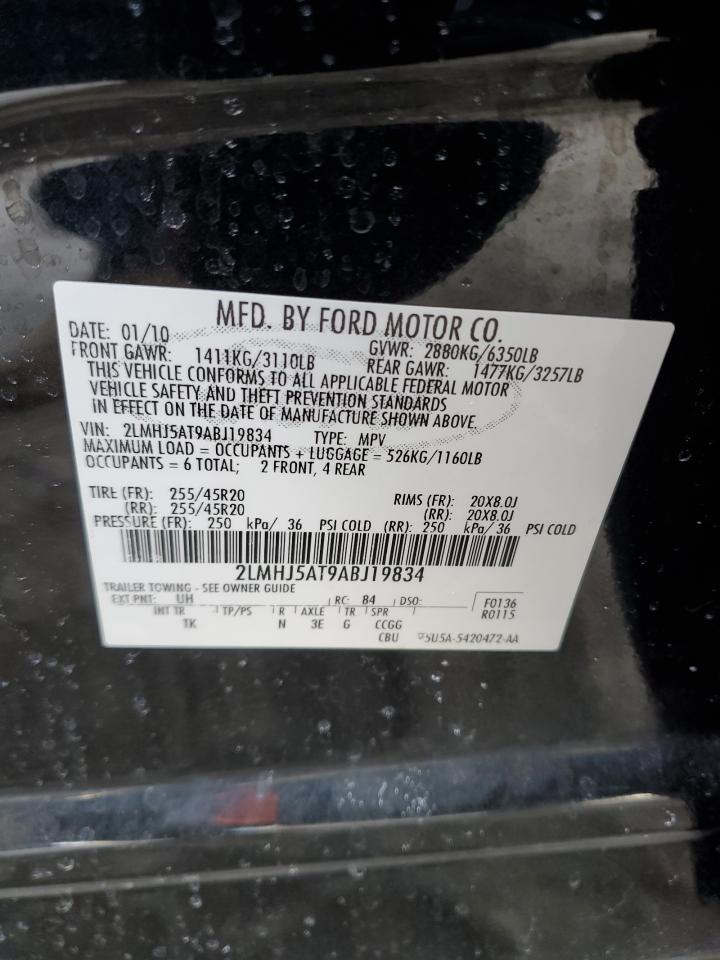 MFD. BY FORD MOTOR CO.
DATE: 01/10 GVWR: 2880KG/6350LB
FRONT GAWR: 1411KG/3110LB REAR GAWR: 1477KG/3257LB
THIS VEHICLE CONFORMS TO ALL APPLICABLE FEDERAL MOTOR
VEHICLE SAFETY AND THEFT PREVENTION STANDARDS
IN EFFECT ON THE DATE OF MANUFACTURE SHOWN ABOVE.
VIN: 2LMHJ5AT9ABJ19834 TYPE: MPV
MAXIMUM LOAD = OCCUPANTS + LUGGAGE = 526KG/1160LB
OCCUPANTS = 6 TOTAL; 2 FRONT, 4 REAR
TIRE (FR): 255/45R20 RIMS (FR): 20X8.0J
(RR): 255/45R20 (RR): 20X8.0J
PRESSURE (FR): 250 kPa/ 36 PSI COLD (RR): 250 kPa/ 36 PSI COLD
2LMHJ5AT9ABJ19834
TRAILER TOWING - SEE OWNER GUIDE
EXT PNT: UH RC: 84 DSO: F0136
INT TR TP/PS R AXLE TR SPR R0115
TK N 3E G CCGG
CBU 5U5A-5420472-AA